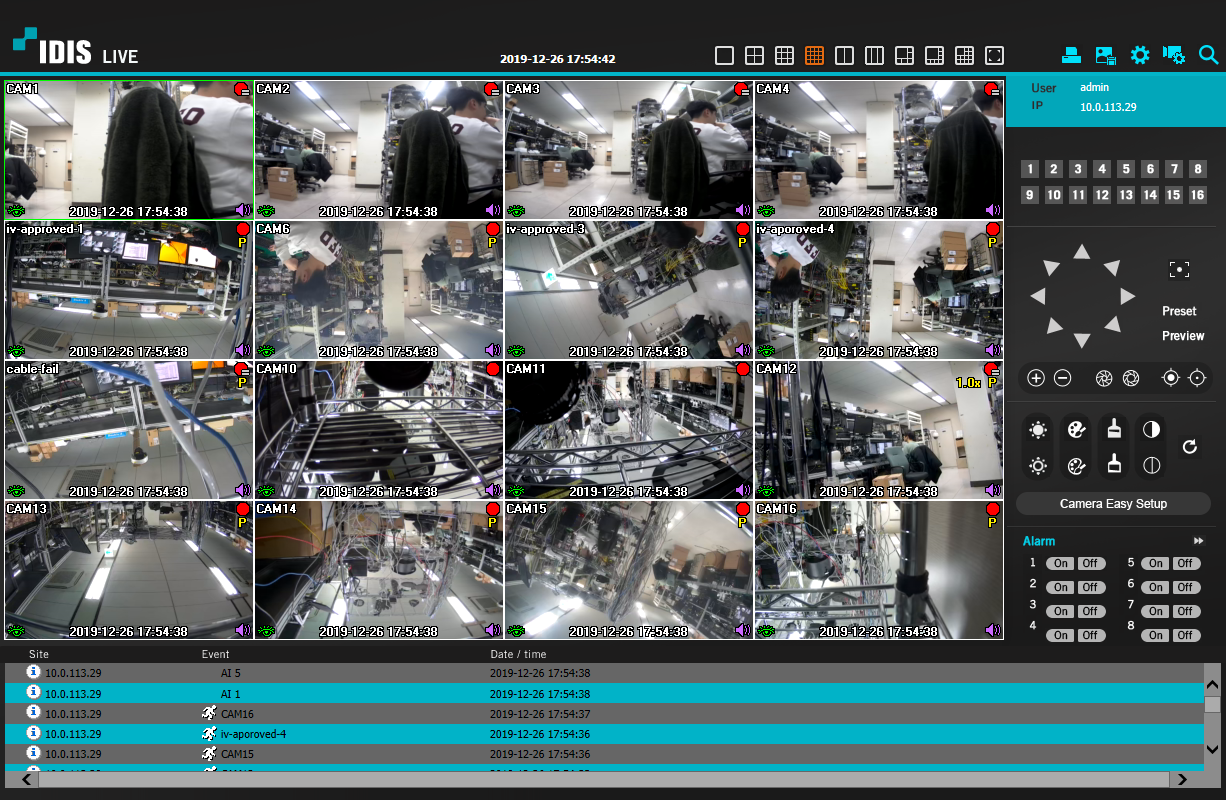 IDIS LIVE
2019-12-26 17:54:42
User admin
IP 10.0.113.29
CAM1
CAM2
CAM3
CAM4
2019-12-26 17:54:38
2019-12-26 17:54:38
2019-12-26 17:54:38
2019-12-26 17:54:38
1 2 3 4 5 6 7 8
9 10 11 12 13 14 15 16
iv-approved-1
CAM6
iv-approved-3
iv-aporoved-4
P
P
P
P
2019-12-26 17:54:38
2019-12-26 17:54:38
2019-12-26 17:54:38
2019-12-26 17:54:38
Preset
Preview
cable-fail
CAM10
CAM11
CAM12
P
1.0x P
2019-12-26 17:54:38
2019-12-26 17:54:38
2019-12-26 17:54:38
2019-12-26 17:54:38
Camera Easy Setup
CAM13
CAM14
CAM15
CAM16
P
P
P
P
2019-12-26 17:54:38
2019-12-26 17:54:38
2019-12-26 17:54:38
2019-12-26 17:54:38
Alarm
1 On Off 5 On Off
2 On Off 6 On Off
3 On Off 7 On Off
4 On Off 8 On Off
Site Event Date / time
10.0.113.29 AI 5 2019-12-26 17:54:38
10.0.113.29 AI 1 2019-12-26 17:54:38
10.0.113.29 CAM16 2019-12-26 17:54:37
10.0.113.29 iv-aporoved-4 2019-12-26 17:54:36
10.0.113.29 CAM15 2019-12-26 17:54:36